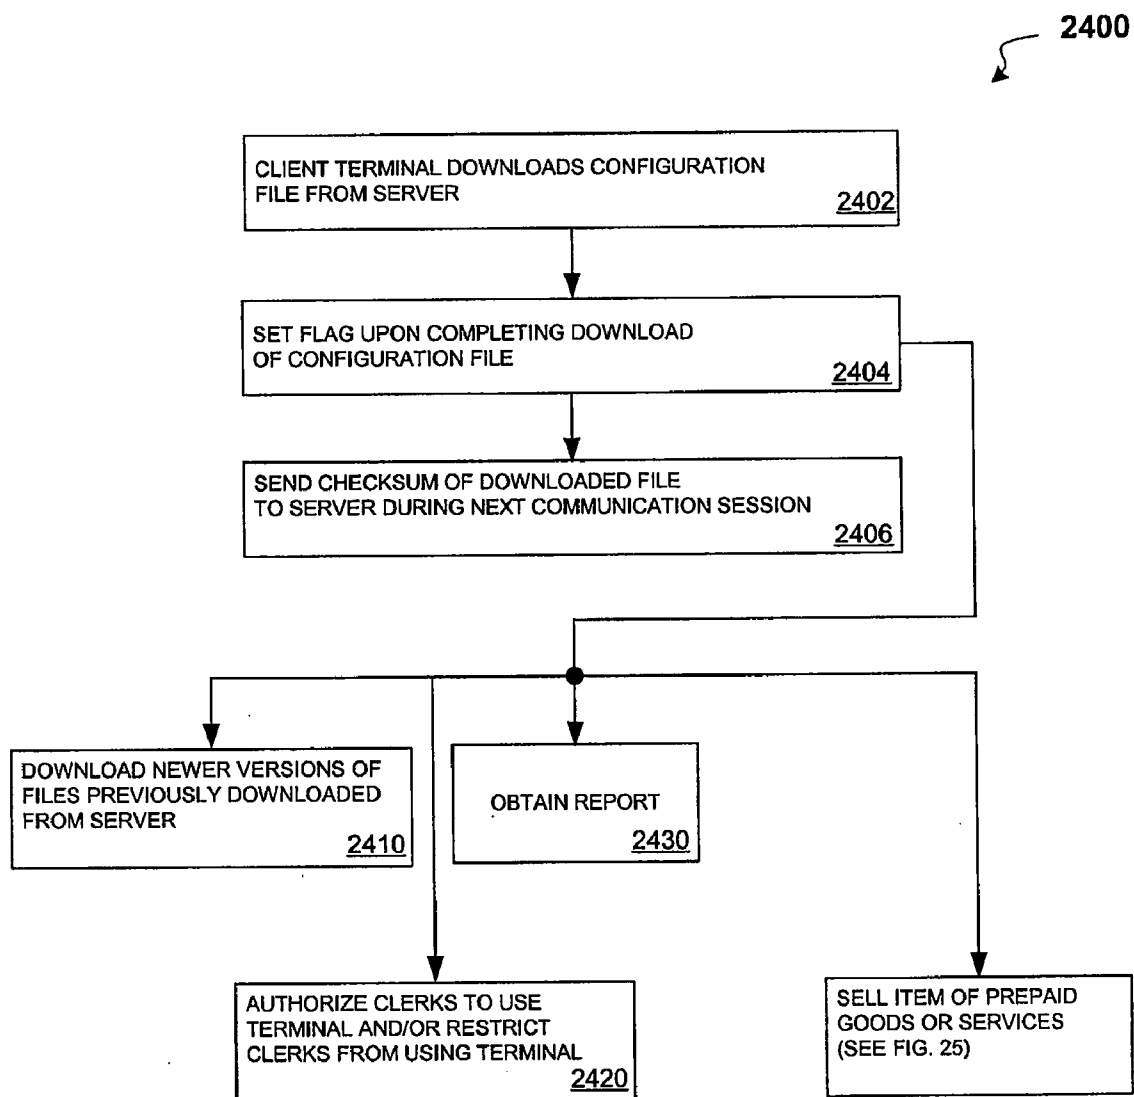 2400
CLIENT TERMINAL DOWNLOADS CONFIGURATION
FILE FROM SERVER
2402
SET FLAG UPON COMPLETING DOWNLOAD
OF CONFIGURATION FILE
2404
SEND CHECKSUM OF DOWNLOADED FILE
TO SERVER DURING NEXT COMMUNICATION SESSION
2406
DOWNLOAD NEWER VERSIONS OF
FILES PREVIOUSLY DOWNLOADED
FROM SERVER
2410
OBTAIN REPORT
2430
AUTHORIZE CLERKS TO USE
TERMINAL AND/OR RESTRICT
CLERKS FROM USING TERMINAL
2420
SELL ITEM OF PREPAID
GOODS OR SERVICES
(SEE FIG. 25)